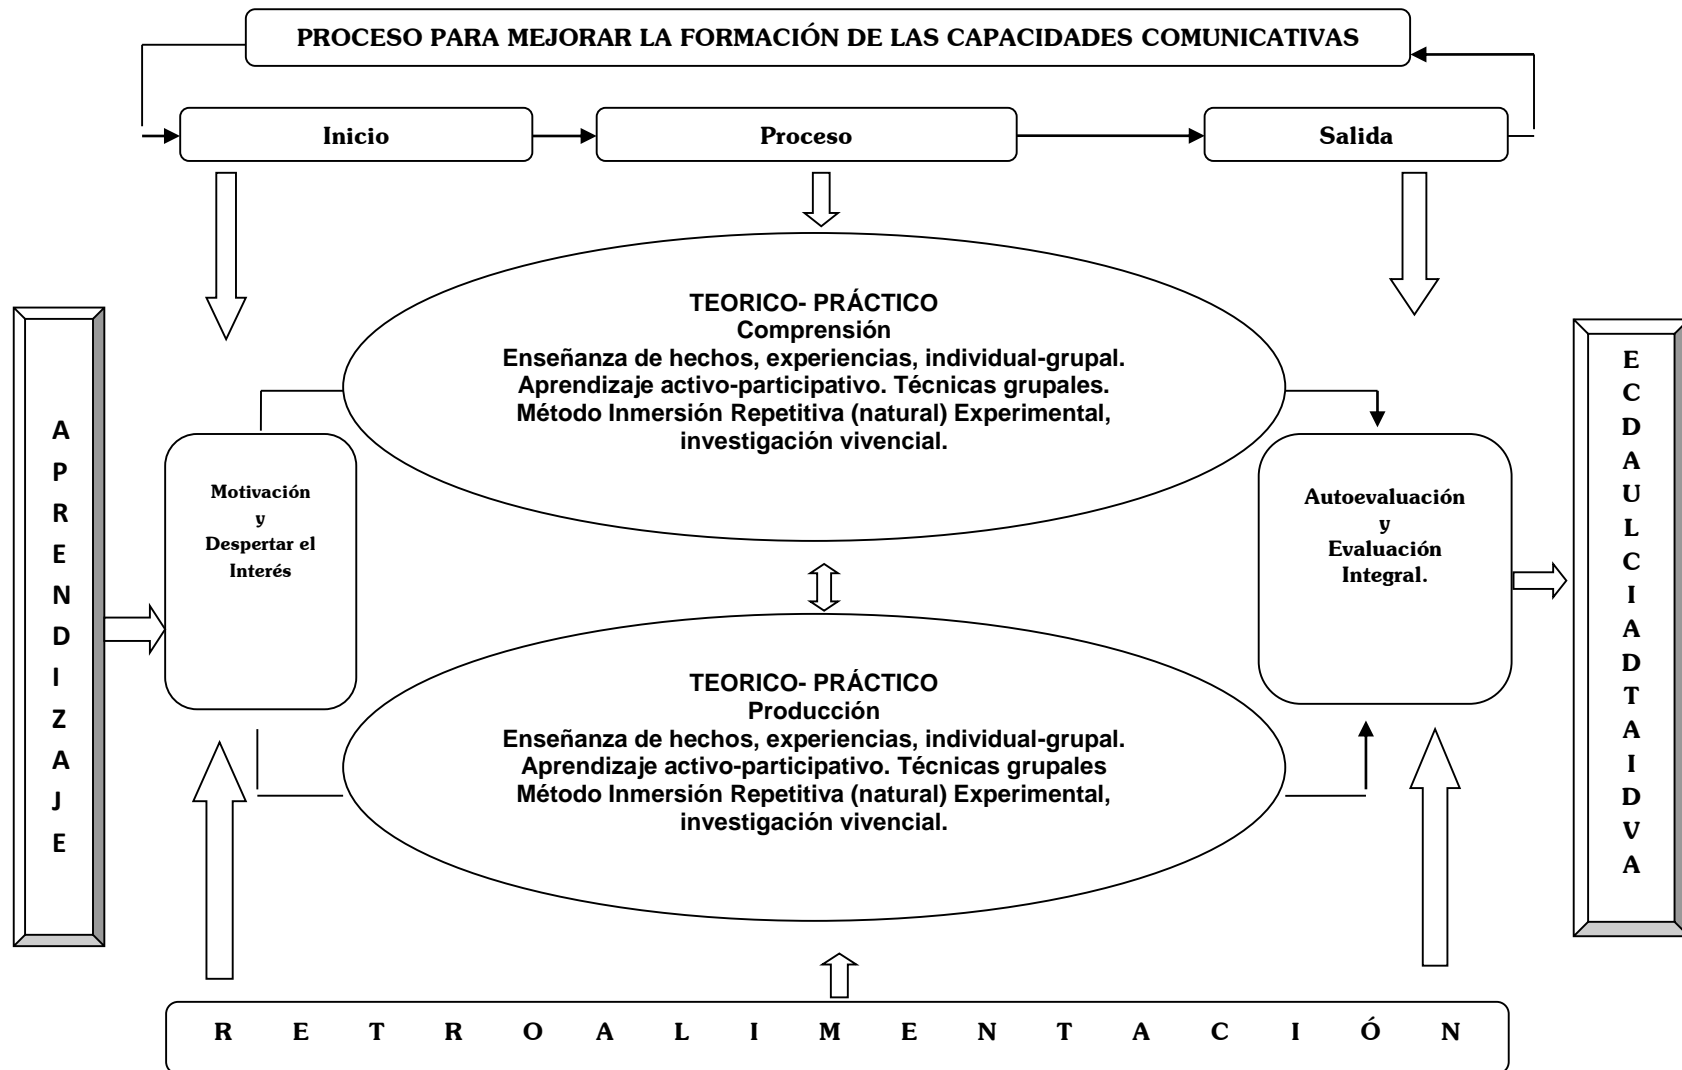 PROCESO PARA MEJORAR LA FORMACIÓN DE LAS CAPACIDADES COMUNICATIVAS
Inicio
Proceso
Salida
TEORICO- PRÁCTICO
Comprensión
Enseñanza de hechos, experiencias, individual-grupal.
Aprendizaje activo-participativo. Técnicas grupales.
Método Inmersión Repetitiva (natural) Experimental,
investigación vivencial.
A
P
R
E
N
D
I
Z
A
J
E
Motivación
y
Despertar el
Interés
Autoevaluación
y
Evaluación
Integral.
E
C
D
A
U
L
C
I
A
D
T
A
I
D
V
A
TEORICO- PRÁCTICO
Producción
Enseñanza de hechos, experiencias, individual-grupal.
Aprendizaje activo-participativo. Técnicas grupales
Método Inmersión Repetitiva (natural) Experimental,
investigación vivencial.
R E T R O A L I M E N T A C I Ó N